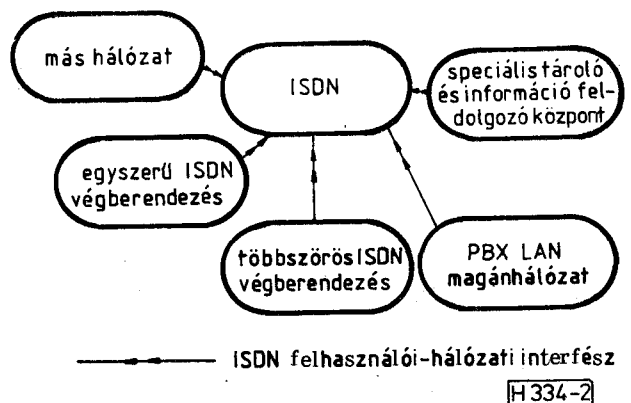 más hálózat
ISDN
speciális tároló
és információ fel-
dolgozó központ
egyszerű ISDN
végberendezés
többszörös ISDN
végberendezés
PBX LAN
magánhálózat
ISDN felhasználói-hálózati interfész
H 334-2